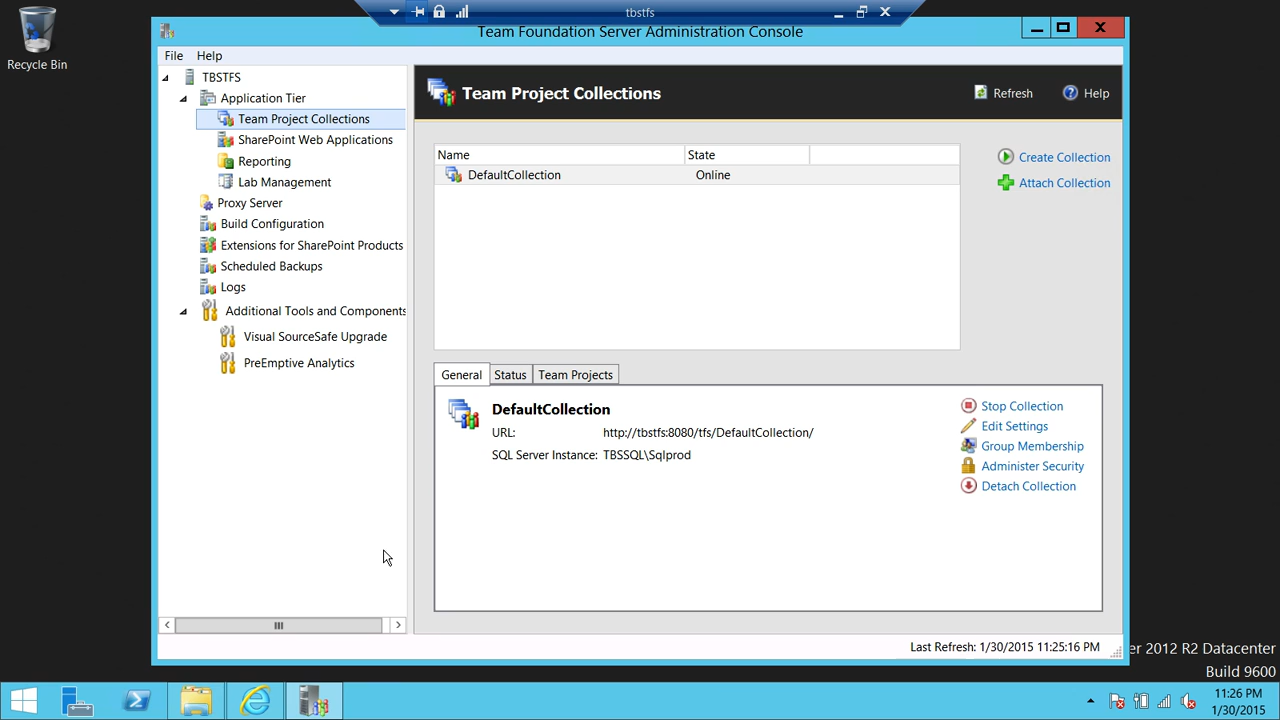 tbstfs
Recycle Bin
Team Foundation Server Administration Console
File Help
TBSTFS
Application Tier
Team Project Collections
SharePoint Web Applications
Reporting
Lab Management
Proxy Server
Build Configuration
Extensions for SharePoint Products
Scheduled Backups
Logs
Additional Tools and Components
Visual SourceSafe Upgrade
PreEmptive Analytics
Team Project Collections
Refresh Help
Name State
DefaultCollection Online
Create Collection
Attach Collection
General Status Team Projects
DefaultCollection
URL: http://tbstfs:8080/tfs/DefaultCollection/
SQL Server Instance: TBSSQL\Sqlprod
Stop Collection
Edit Settings
Group Membership
Administer Security
Detach Collection
Last Refresh: 1/30/2015 11:25:16 PM
er 2012 R2 Datacenter
Build 9600
11:26 PM
1/30/2015